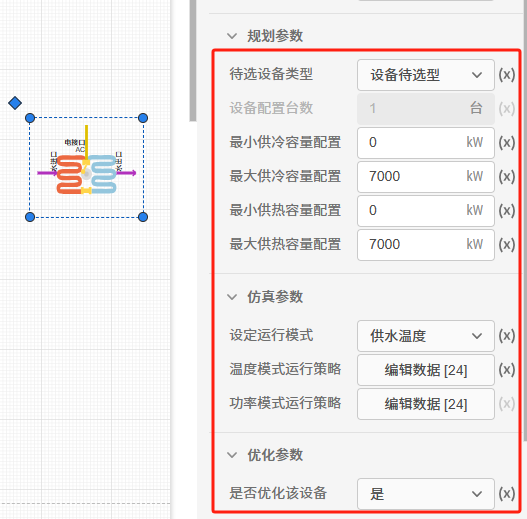 规划参数
待选设备类型 设备待选型 (x)
设备配置台数 1 台 (x)
最小供冷容量配置 0 kW (x)
最大供冷容量配置 7000 kW (x)
最小供热容量配置 0 kW (x)
最大供热容量配置 7000 kW (x)
仿真参数
设定运行模式 供水温度 (x)
温度模式运行策略 编辑数据 [24] (x)
功率模式运行策略 编辑数据 [24] (x)
优化参数
是否优化该设备 是 (x)
电接口
AC